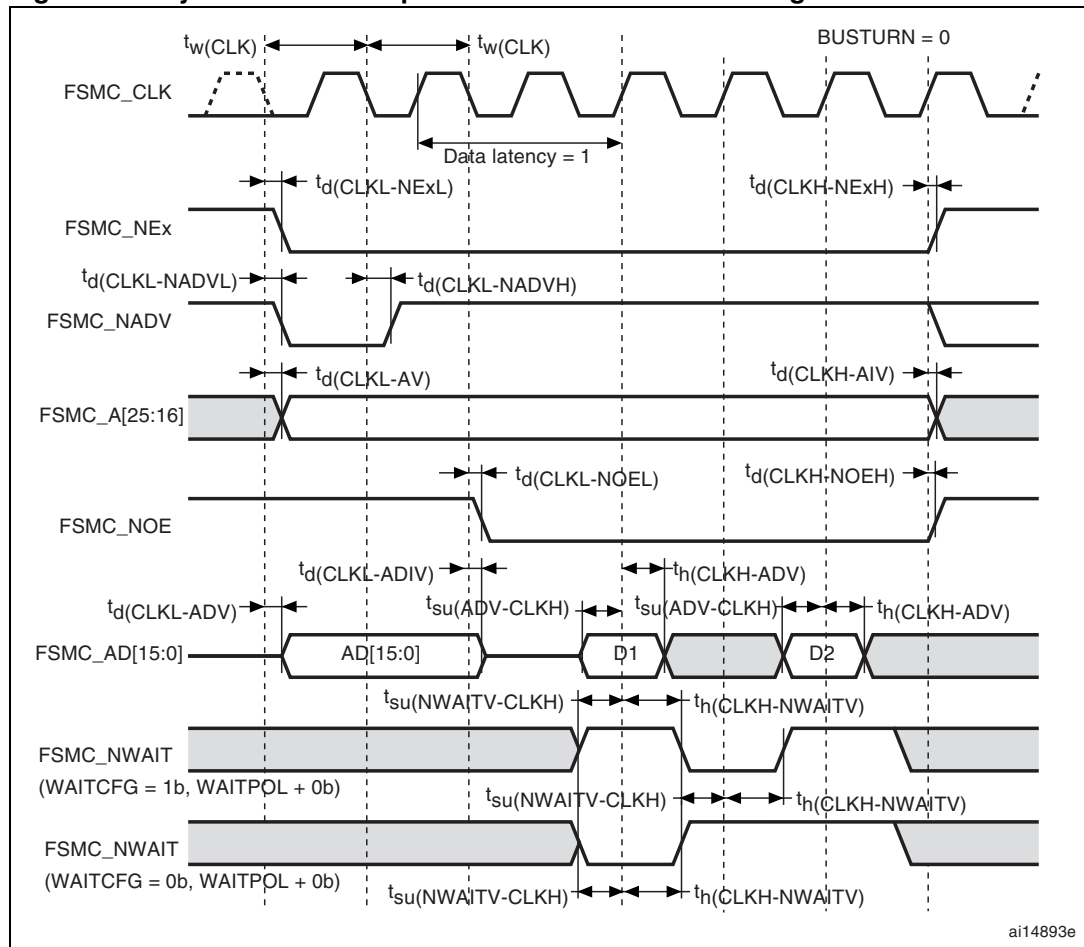 tw(CLK) tw(CLK) BUSTURN = 0
FSMC_CLK
Data latency = 1
td(CLKL-NExL) td(CLKH-NExH)
FSMC_NEx
td(CLKL-NADVL) td(CLKL-NADVH)
FSMC_NADV
td(CLKL-AV) td(CLKH-AIV)
FSMC_A[25:16]
td(CLKL-NOEL) td(CLKH-NOEH)
FSMC_NOE
td(CLKL-ADIV) th(CLKH-ADV)
td(CLKL-ADV) tsu(ADV-CLKH) tsu(ADV-CLKH) th(CLKH-ADV)
FSMC_AD[15:0] AD[15:0] D1 D2
tsu(NWAITV-CLKH) th(CLKH-NWAITV)
FSMC_NWAIT
(WAITCFG = 1b, WAITPOL + 0b)
tsu(NWAITV-CLKH) th(CLKH-NWAITV)
FSMC_NWAIT
(WAITCFG = 0b, WAITPOL + 0b)
tsu(NWAITV-CLKH) th(CLKH-NWAITV)
ai14893e